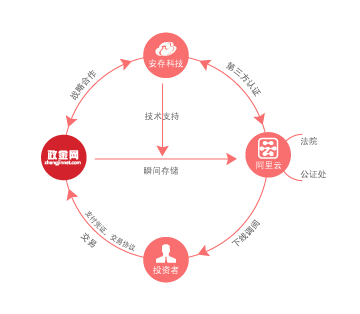 安存科技
战略合作
第三方认证
技术支持
政金网
zhengjinnet.com
瞬间存储
阿里云
法院
公证处
支付凭证，交易协议
交易
下线调阅
投资者